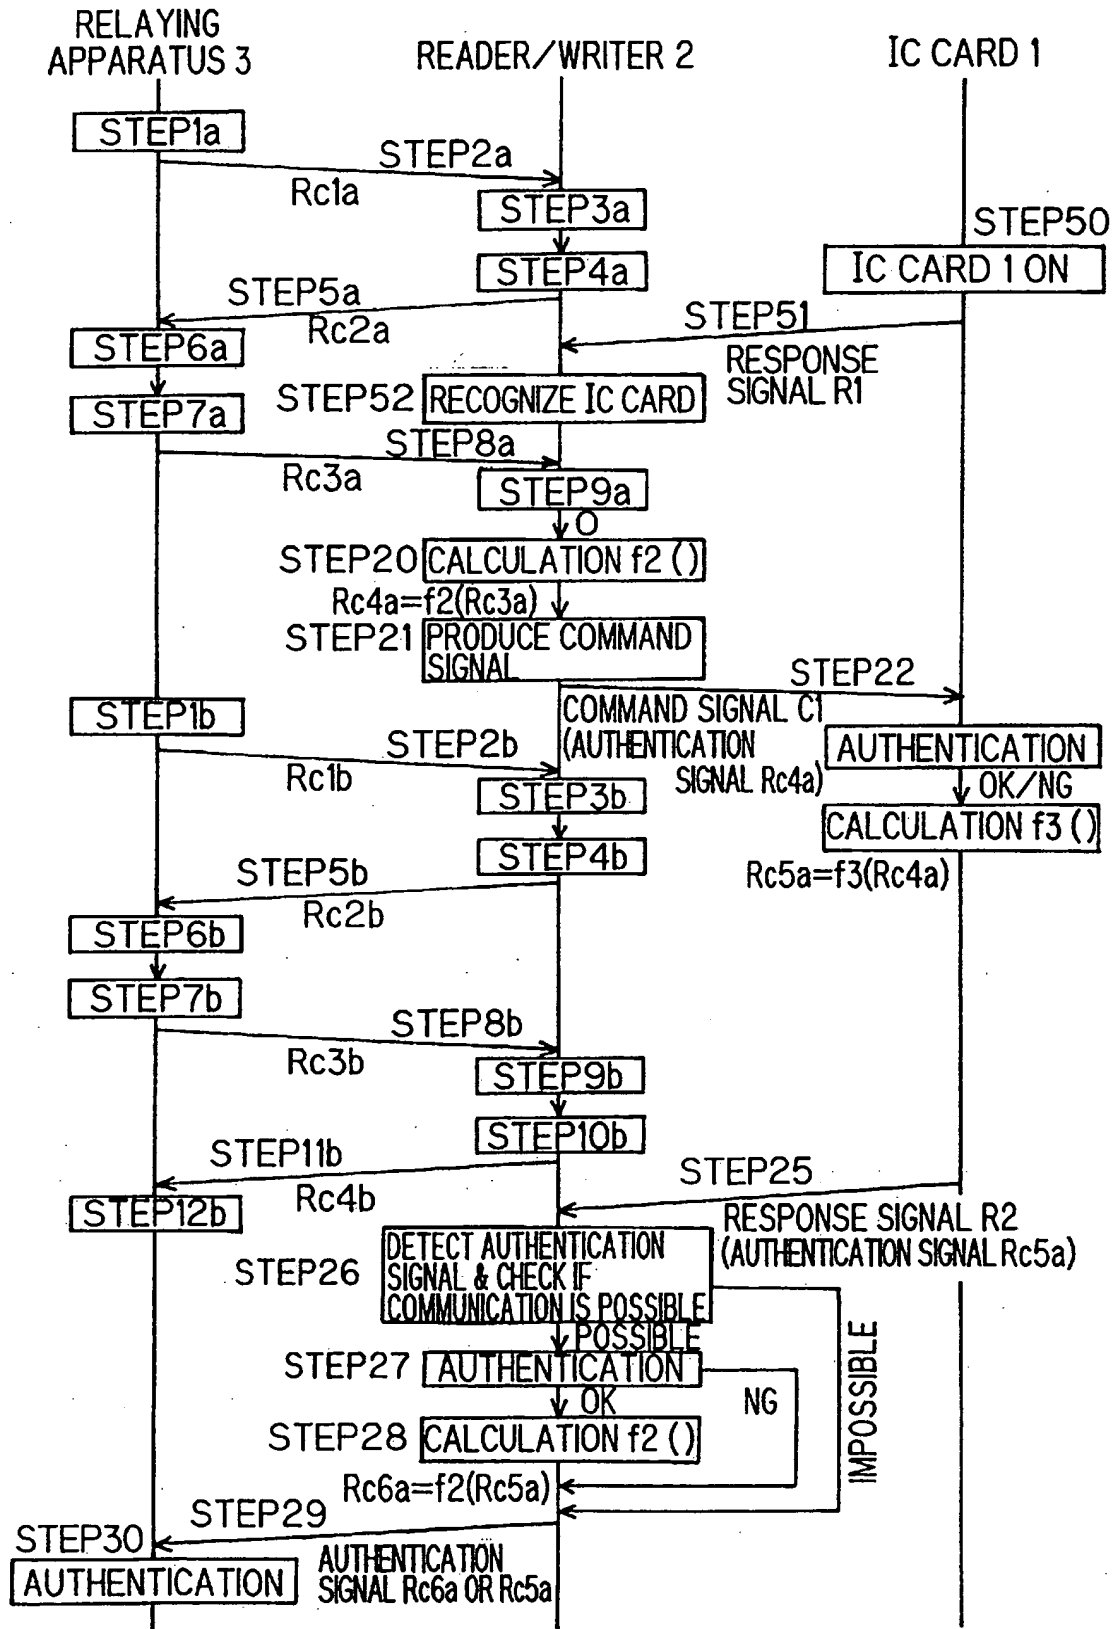 RELAYING
APPARATUS 3
READER/WRITER 2
IC CARD 1
STEP1a
STEP2a
Rc1a
STEP3a
STEP50
STEP4a
IC CARD 1 ON
STEP5a
Rc2a
STEP51
STEP6a
RESPONSE
SIGNAL R1
STEP52
RECOGNIZE IC CARD
STEP7a
STEP8a
Rc3a
STEP9a
O
STEP20
CALCULATION f2 ()
Rc4a=f2(Rc3a)
STEP21
PRODUCE COMMAND
SIGNAL
STEP22
STEP1b
COMMAND SIGNAL C1
(AUTHENTICATION
SIGNAL Rc4a)
STEP2b
AUTHENTICATION
Rc1b
OK/NG
STEP3b
CALCULATION f3 ()
STEP4b
Rc5a=f3(Rc4a)
STEP5b
Rc2b
STEP6b
STEP7b
STEP8b
Rc3b
STEP9b
STEP10b
STEP11b
Rc4b
STEP25
STEP12b
RESPONSE SIGNAL R2
(AUTHENTICATION SIGNAL Rc5a)
STEP26
DETECT AUTHENTICATION
SIGNAL & CHECK IF
COMMUNICATION IS POSSIBLE
POSSIBLE
IMPOSSIBLE
STEP27
AUTHENTICATION
OK
NG
STEP28
CALCULATION f2 ()
Rc6a=f2(Rc5a)
STEP29
STEP30
AUTHENTICATION
AUTHENTICATION
SIGNAL Rc6a OR Rc5a